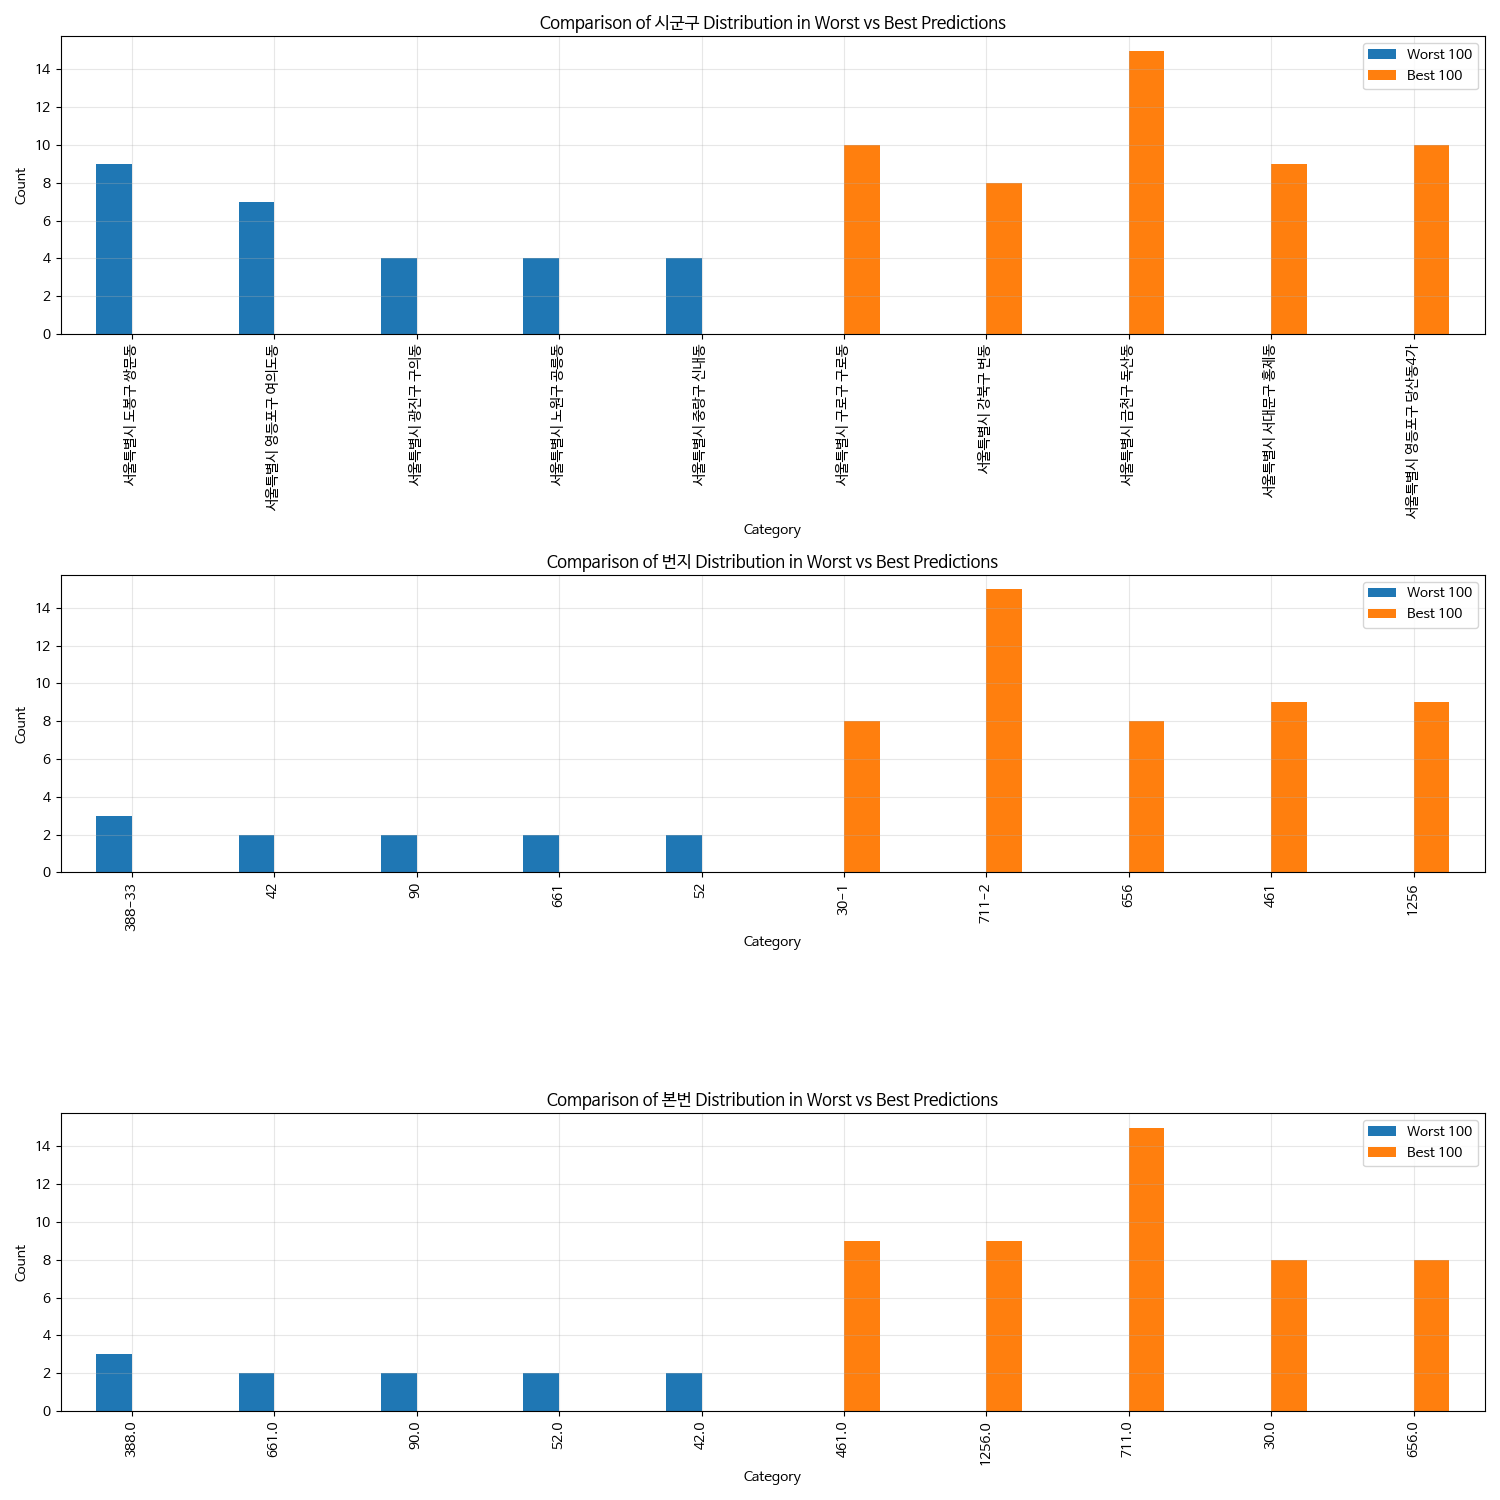 Comparison of 시군구 Distribution in Worst vs Best Predictions
Worst 100
Best 100
14
12
10
8
6
4
2
0
Count
서울특별시 도봉구 쌍문동
서울특별시 영등포구 여의도동
서울특별시 광진구 구의동
서울특별시 노원구 공릉동
서울특별시 중랑구 신내동
서울특별시 구로구 구로동
서울특별시 강북구 번동
서울특별시 금천구 독산동
서울특별시 서대문구 홍제동
서울특별시 영등포구 당산동4가
Category
Comparison of 번지 Distribution in Worst vs Best Predictions
Worst 100
Best 100
14
12
10
8
6
4
2
0
Count
388-33
42
90
661
52
30-1
711-2
656
461
1256
Category
Comparison of 본번 Distribution in Worst vs Best Predictions
Worst 100
Best 100
14
12
10
8
6
4
2
0
Count
388.0
661.0
90.0
52.0
42.0
461.0
1256.0
711.0
30.0
656.0
Category